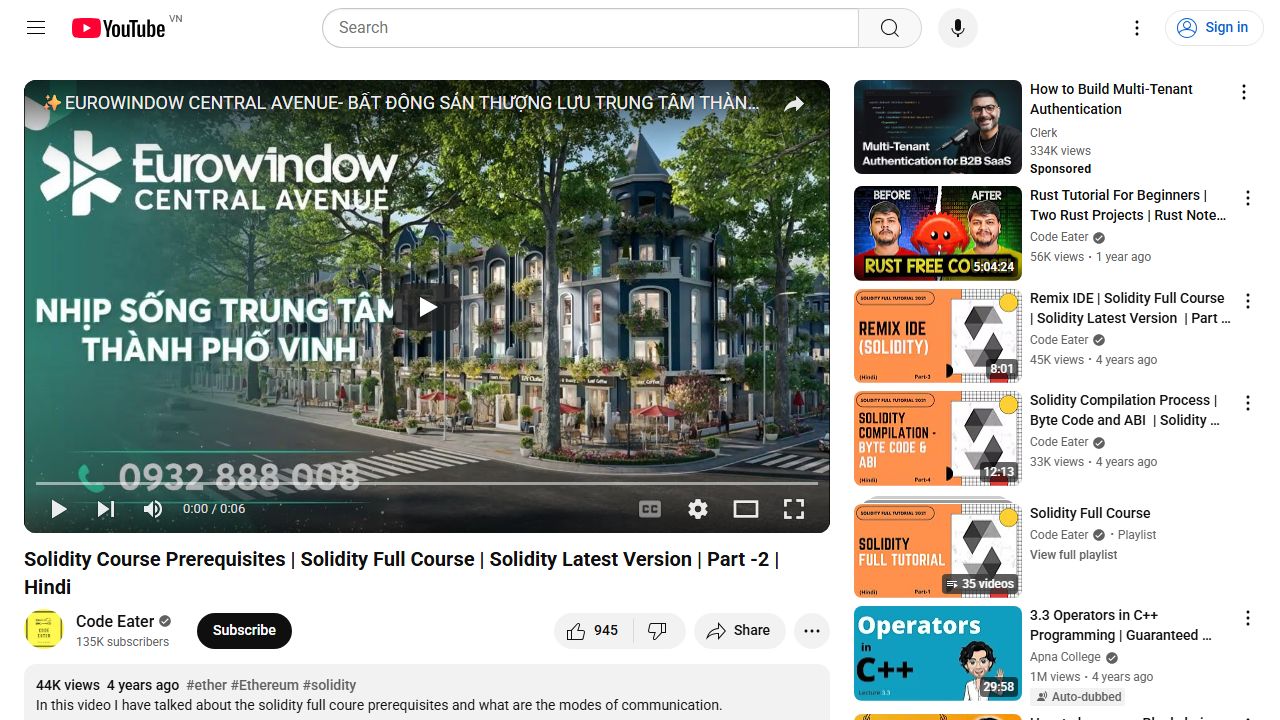 YouTube VN
Search
Sign in
✨EUROWINDOW CENTRAL AVENUE- BẤT ĐỘNG SẢN THƯỢNG LƯU TRUNG TÂM THÀN...
Eurowindow
CENTRAL AVENUE
NHỊP SỐNG TRUNG TÂM
THÀNH PHỐ VINH
0932 888 008
0:00 / 0:06
CC
Solidity Course Prerequisites | Solidity Full Course | Solidity Latest Version | Part -2 |
Hindi
CODE
EATER
Code Eater
135K subscribers
Subscribe
945
Share
44K views 4 years ago #ether #Ethereum #solidity
In this video I have talked about the solidity full coure prerequisites and what are the modes of communication.
Multi-Tenant
Authentication for B2B SaaS
How to Build Multi-Tenant
Authentication
Clerk
334K views
Sponsored
BEFORE
AFTER
RUST FREE CO
5:04:24
Rust Tutorial For Beginners |
Two Rust Projects | Rust Note...
Code Eater
56K views • 1 year ago
SOLIDITY FULL TUTORIAL 2021
REMIX IDE
(SOLIDITY)
(Hindi)
Part-3
8:01
Remix IDE | Solidity Full Course
| Solidity Latest Version | Part ...
Code Eater
45K views • 4 years ago
SOLIDITY FULL TUTORIAL 2021
SOLIDITY
COMPILATION -
BYTE CODE &
ABI
(Hindi)
Part-4
12:13
Solidity Compilation Process |
Byte Code and ABI | Solidity ...
Code Eater
33K views • 4 years ago
SOLIDITY FULL TUTORIAL 2021
SOLIDITY
FULL TUTORIAL
(Hindi)
Part-1
35 videos
Solidity Full Course
Code Eater • Playlist
View full playlist
Operators
in
C++
Lecture 3.3
29:58
3.3 Operators in C++
Programming | Guaranteed ...
Apna College
1M views • 4 years ago
Auto-dubbed